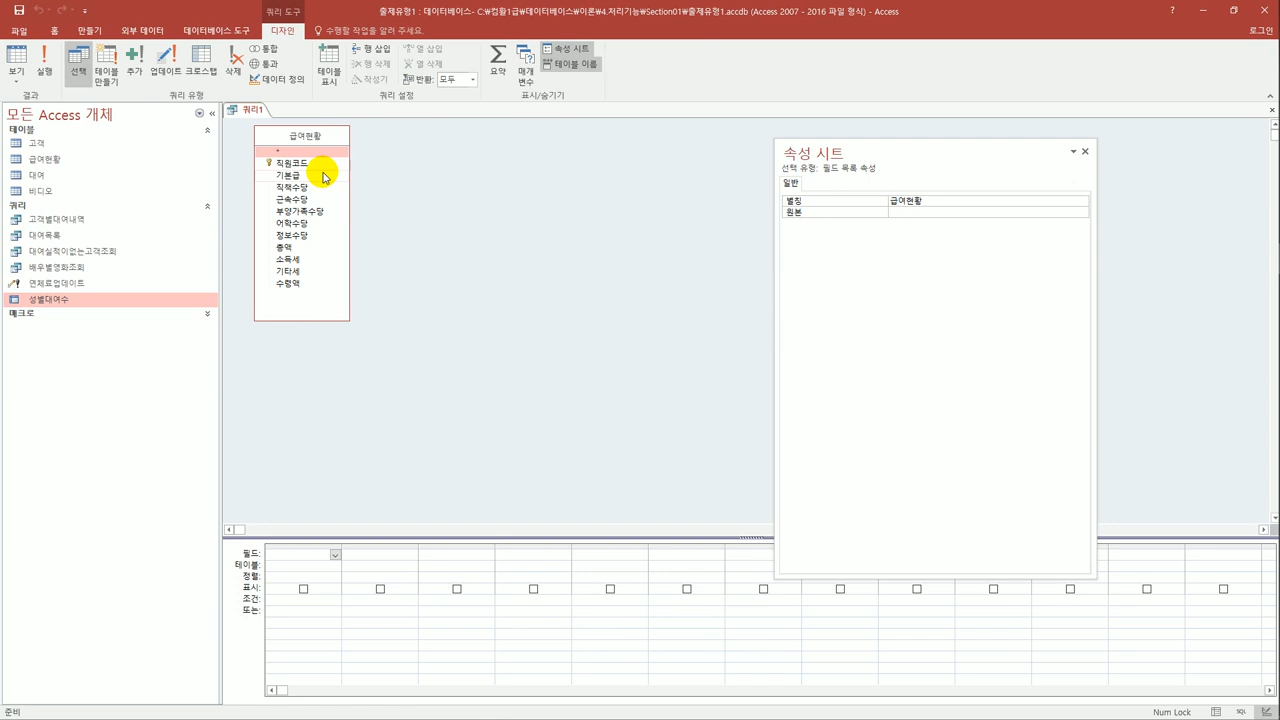 쿼리 도구
출제유형1 : 데이터베이스- C:₩컴활1급₩데이터베이스₩이론₩4.처리기능₩Section01₩출제유형1.accdb (Access 2007 - 2016 파일 형식) - Access
파일 홈 만들기 외부 데이터 데이터베이스 도구 디자인 수행할 작업을 알려 주세요.
로그인
보기 실행 선택 테이블 만들기 추가 업데이트 크로스탭 삭제
통합
통과
데이터 정의
테이블 표시
행 삽입
행 삭제
작성기
열 삽입
열 삭제
반환: 모두
요약 매개 변수
속성 시트
테이블 이름
결과 쿼리 유형 쿼리 설정 표시/숨기기
모든 Access 개체
테이블
고객
급여현황
대여
비디오
쿼리
고객별대여내역
대여목록
대여실적이없는고객조회
배우별영화조회
연체료업데이트
성별대여수
매크로
쿼리1
급여현황
*
직원코드
기본급
직책수당
근속수당
부양가족수당
어학수당
정보수당
총액
소득세
기타세
수령액
속성 시트
선택 유형: 필드 목록 속성
일반
별칭 급여현황
원본
필드:
테이블:
정렬:
표시:
조건:
또는:
준비
Num Lock
SQL